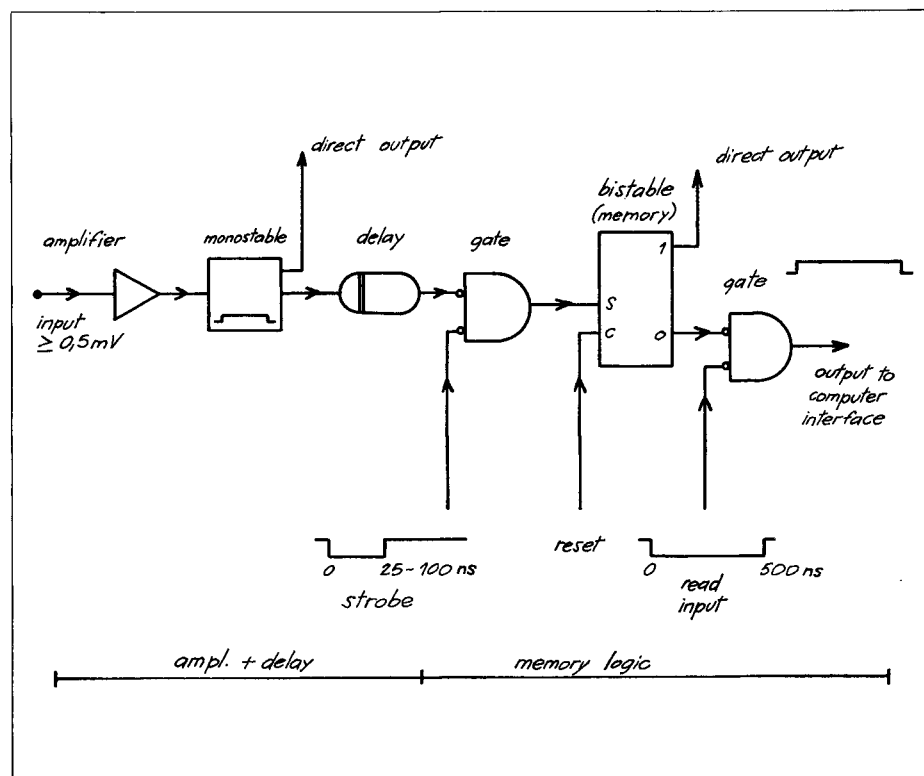 direct output
direct output
bistable
(memory)
amplifier
monostable
delay
gate
1
gate
input
≥ 0,5mV
S
C
0
output to
computer
interface
0
25-100 ns
strobe
reset
0
500 ns
read
input
ampl. + delay
memory logic